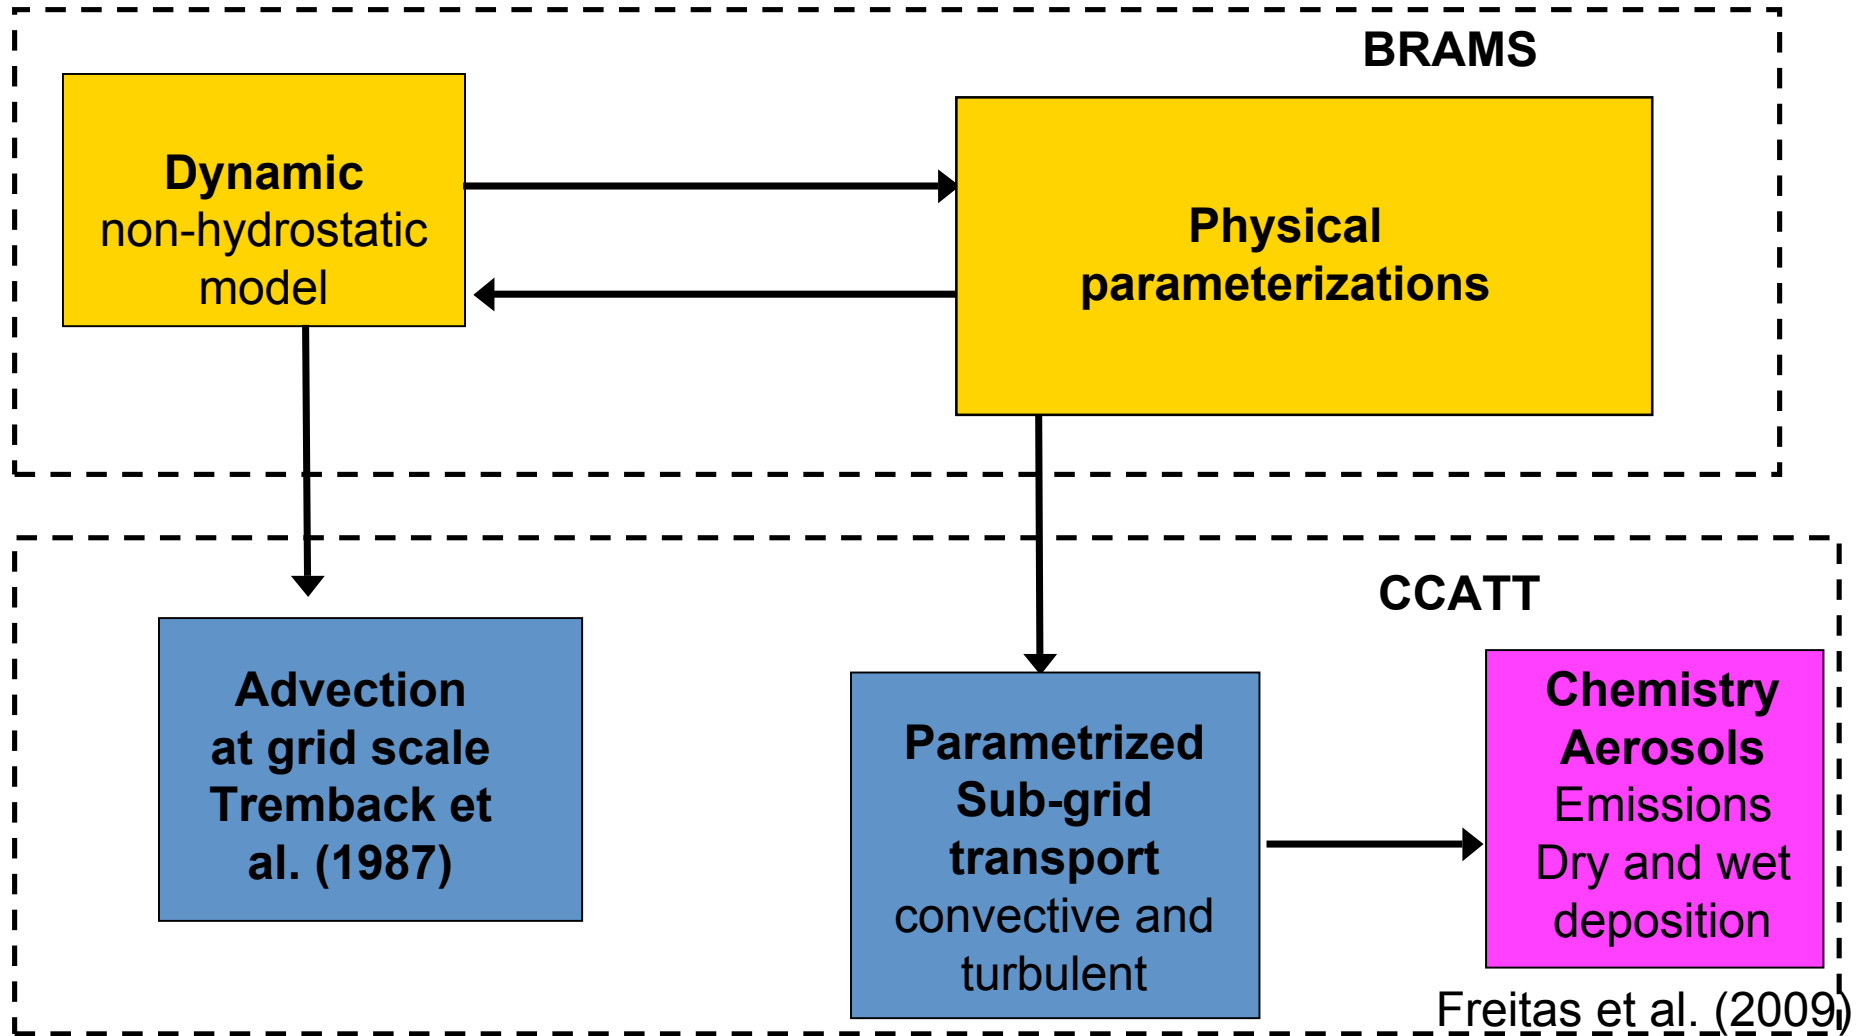 BRAMS
Dynamic
non-hydrostatic
model
Physical
parameterizations
CCATT
Advection
at grid scale
Tremback et
al. (1987)
Parametrized
Sub-grid
transport
convective and
turbulent
Chemistry
Aerosols
Emissions
Dry and wet
deposition
Freitas et al. (2009)